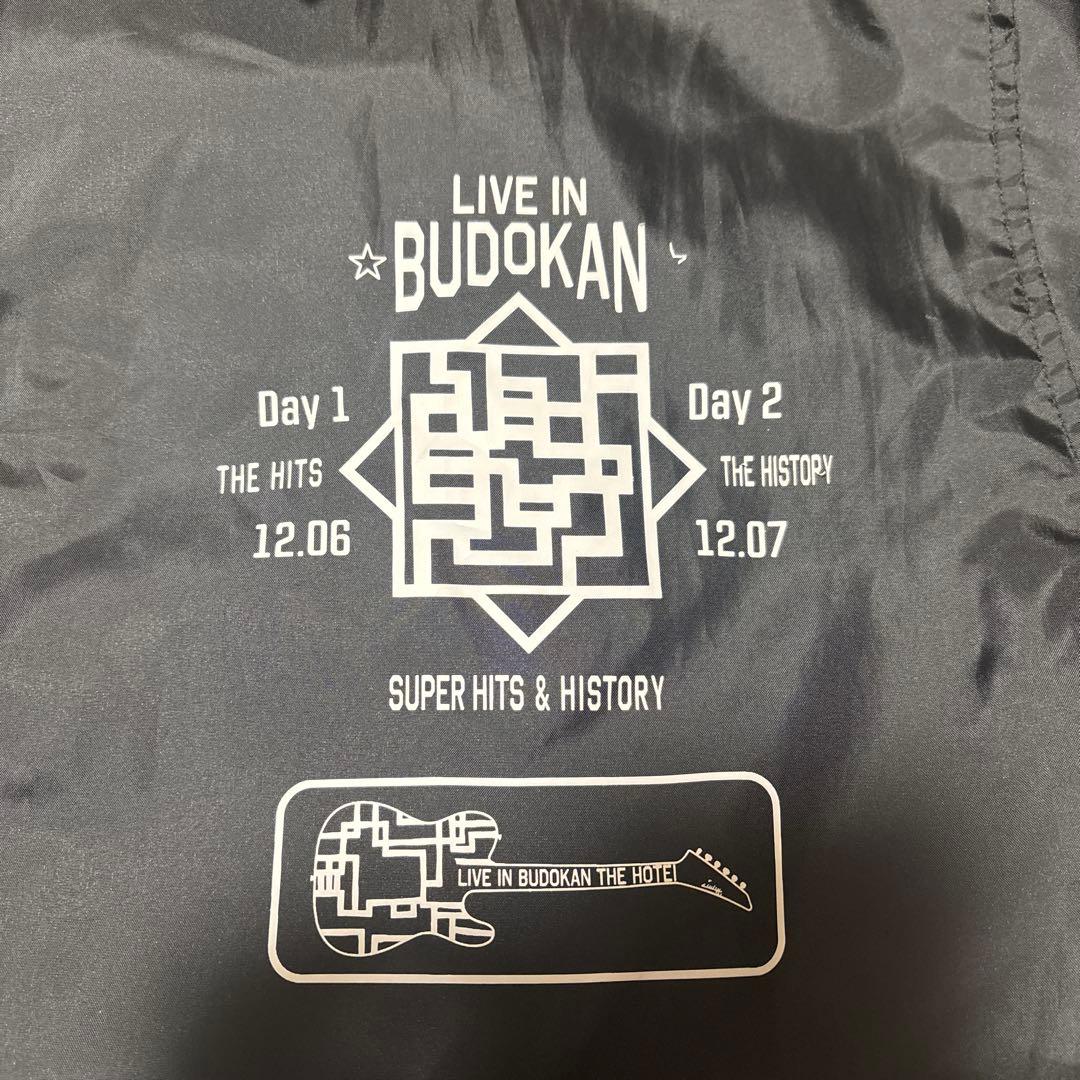 LIVE IN
BUDOKAN
Day 1
THE HITS
12.06
Day 2
THE HISTORY
12.07
SUPER HITS & HISTORY
LIVE IN BUDOKAN THE HOTEI